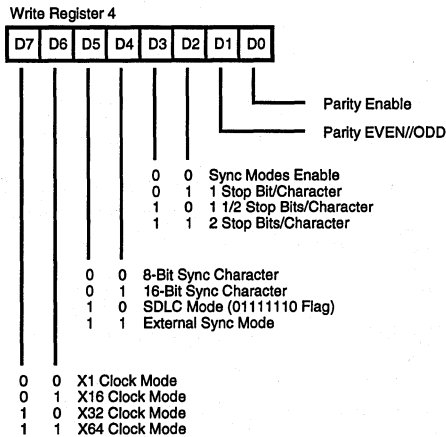 Write Register 4
D7 D6 D5 D4 D3 D2 D1 D0
Parity Enable
Parity EVEN//ODD
0 0 Sync Modes Enable
0 1 1 Stop Bit/Character
1 0 1 1/2 Stop Bits/Character
1 1 2 Stop Bits/Character
0 0 8-Bit Sync Character
0 1 16-Bit Sync Character
1 0 SDLC Mode (01111110 Flag)
1 1 External Sync Mode
0 0 X1 Clock Mode
0 1 X16 Clock Mode
1 0 X32 Clock Mode
1 1 X64 Clock Mode